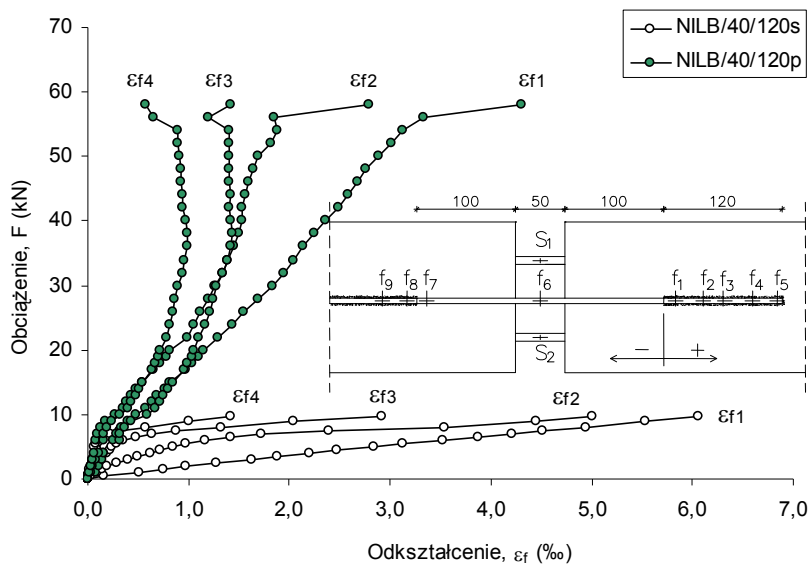 NILB/40/120s
NILB/40/120p
Obciążenie, F (kN)
70
60
50
40
30
20
10
0
εf4
εf3
εf2
εf1
100
50
100
120
S1
f9
f8
f7
f6
f1
f2
f3
f4
f5
S2
− +
εf4
εf3
εf2
εf1
0,0
1,0
2,0
3,0
4,0
5,0
6,0
7,0
Odkształcenie, εf (‰)